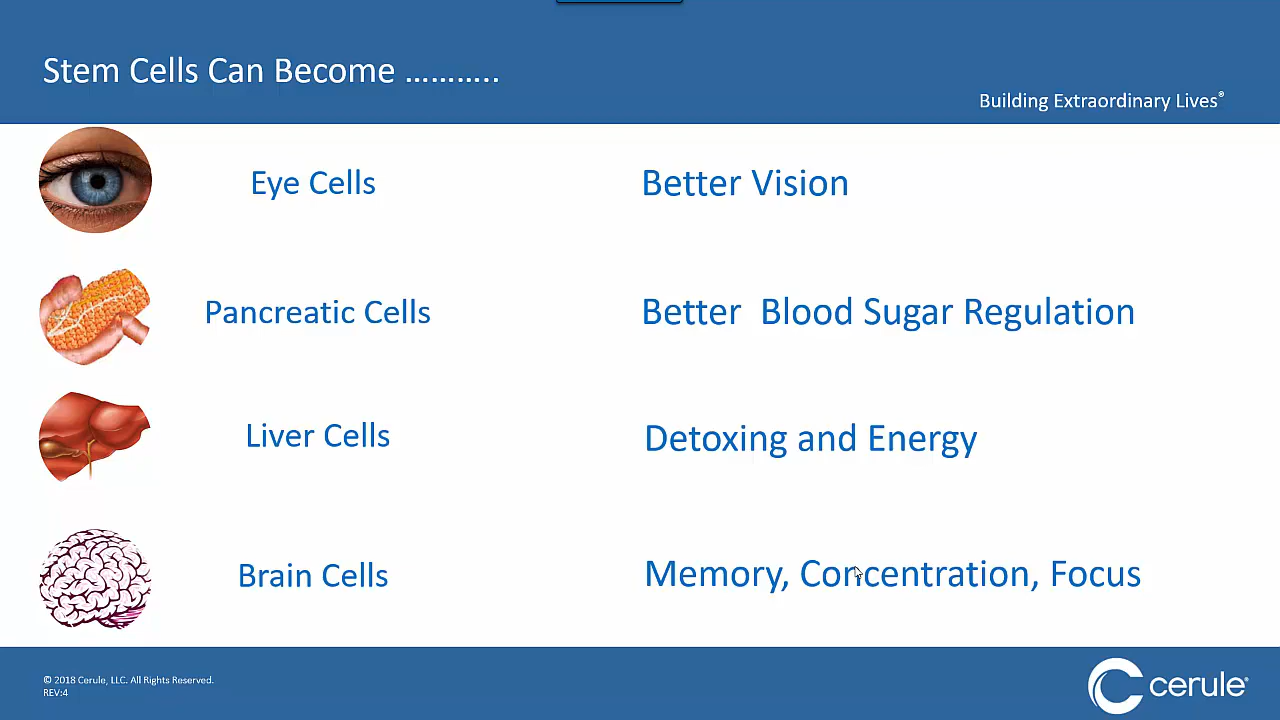 Stem Cells Can Become ………..
Building Extraordinary Lives®
Eye Cells
Better Vision
Pancreatic Cells
Better  Blood Sugar Regulation
Liver Cells
Detoxing and Energy
Brain Cells
Memory, Concentration, Focus
© 2018 Cerule, LLC. All Rights Reserved.
REV:4
cerule®